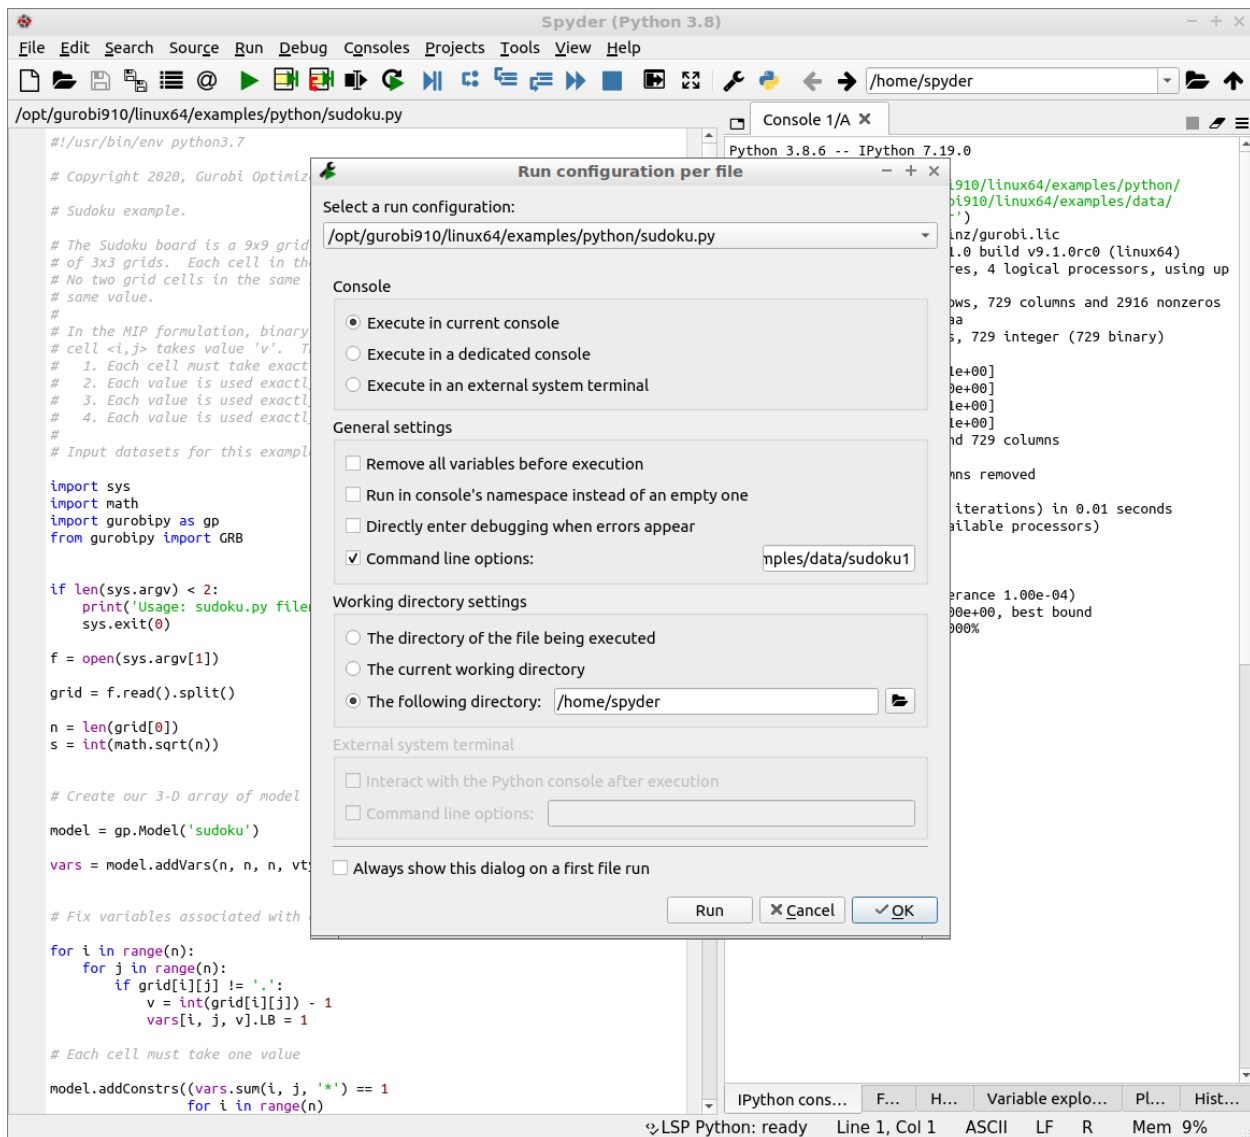 Spyder (Python 3.8)
File Edit Search Source Run Debug Consoles Projects Tools View Help
/home/spyder
/opt/gurobi910/linux64/examples/python/sudoku.py
#!/usr/bin/env python3.7
# Copyright 2020, Gurobi Optimiz
# Sudoku example.
# The Sudoku board is a 9x9 grid
# of 3x3 grids.  Each cell in th
# No two grid cells in the same
# same value.
#
# In the MIP formulation, binary
# cell <i,j> takes value 'v'.  T
#   1. Each cell must take exact
#   2. Each value is used exactl
#   3. Each value is used exactl
#   4. Each value is used exactl
#
# Input datasets for this exampl
import sys
import math
import gurobipy as gp
from gurobipy import GRB
if len(sys.argv) < 2:
    print('Usage: sudoku.py file
    sys.exit(0)
f = open(sys.argv[1])
grid = f.read().split()
n = len(grid[0])
s = int(math.sqrt(n))
# Create our 3-D array of model
model = gp.Model('sudoku')
vars = model.addVars(n, n, n, vt
# Fix variables associated with
for i in range(n):
    for j in range(n):
        if grid[i][j] != '.':
            v = int(grid[i][j]) - 1
            vars[i, j, v].LB = 1
# Each cell must take one value
model.addConstrs((vars.sum(i, j, '*') == 1
                 for i in range(n)
Run configuration per file
Select a run configuration:
/opt/gurobi910/linux64/examples/python/sudoku.py
Console
Execute in current console
Execute in a dedicated console
Execute in an external system terminal
General settings
Remove all variables before execution
Run in console's namespace instead of an empty one
Directly enter debugging when errors appear
Command line options: mples/data/sudoku1
Working directory settings
The directory of the file being executed
The current working directory
The following directory: /home/spyder
External system terminal
Interact with the Python console after execution
Command line options:
Always show this dialog on a first file run
Run Cancel OK
Console 1/A
Python 3.8.6 -- IPython 7.19.0
i910/linux64/examples/python/
bi910/linux64/examples/data/
')
nz/gurobi.lic
1.0 build v9.1.0rc0 (linux64)
res, 4 logical processors, using up
ows, 729 columns and 2916 nonzeros
aa
s, 729 integer (729 binary)
1e+00]
0e+00]
1e+00]
1e+00]
nd 729 columns
mns removed
iterations) in 0.01 seconds
ailable processors)
erance 1.00e-04)
00e+00, best bound
000%
IPython cons... F... H... Variable explo... Pl... Hist...
LSP Python: ready Line 1, Col 1 ASCII LF R Mem 9%